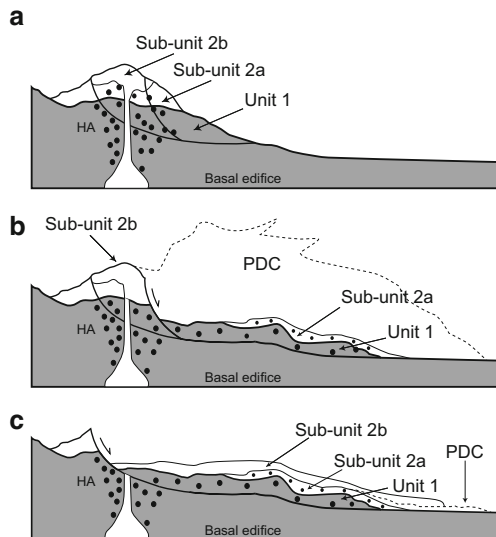 a
Sub-unit 2b
Sub-unit 2a
Unit 1
HA
Basal edifice
b
Sub-unit 2b
PDC
Sub-unit 2a
HA
Unit 1
Basal edifice
c
Sub-unit 2b
PDC
Sub-unit 2a
HA
Unit 1
Basal edifice